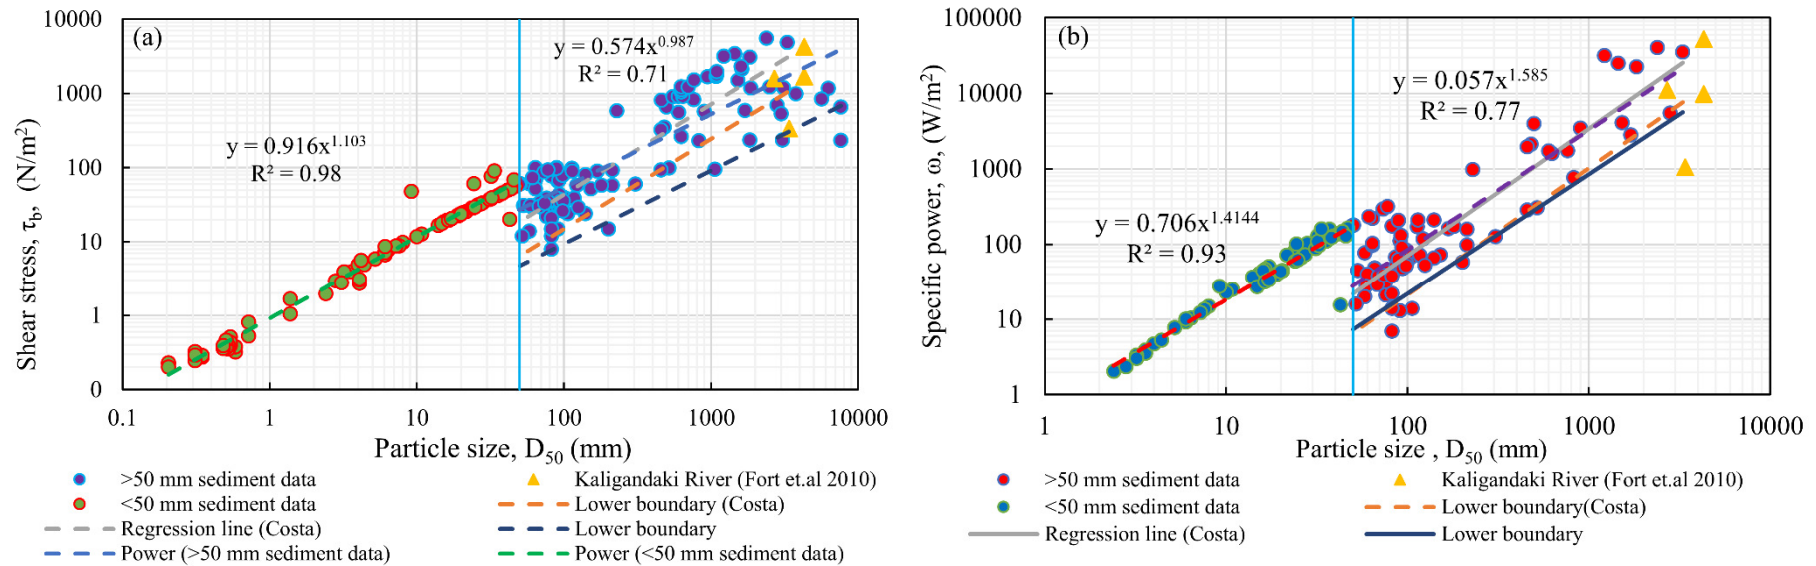 (a)
Shear stress, τb, (N/m²)
10000
1000
100
10
1
0
y = 0.574x^0.987
R² = 0.71
y = 0.916x^1.103
R² = 0.98
0.1 1 10 100 1000 10000
Particle size, D50 (mm)
>50 mm sediment data
Kaligandaki River (Fort et.al 2010)
<50 mm sediment data
Lower boundary (Costa)
Regression line (Costa)
Lower boundary
Power (>50 mm sediment data)
Power (<50 mm sediment data)
(b)
Specific power, ω, (W/m²)
100000
10000
1000
100
10
1
y = 0.057x^1.585
R² = 0.77
y = 0.706x^1.4144
R² = 0.93
1 10 100 1000 10000
Particle size , D50 (mm)
>50 mm sediment data
Kaligandaki River (Fort et.al 2010)
<50 mm sediment data
Lower boundary(Costa)
Regression line (Costa)
Lower boundary